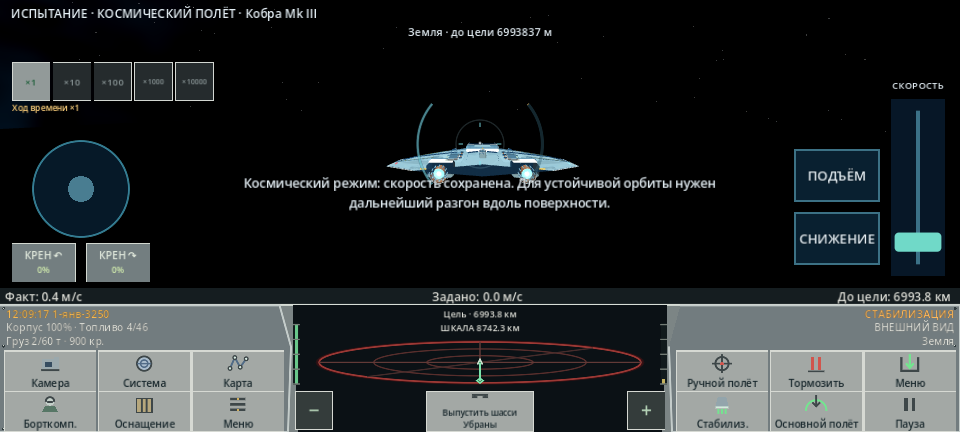 ИСПЫТАНИЕ · КОСМИЧЕСКИЙ ПОЛЁТ · Кобра Mk III
Земля · до цели 6993837 м
×1
×10
×100
×1000
×10000
Ход времени ×1
СКОРОСТЬ
ПОДЪЁМ
Космический режим: скорость сохранена. Для устойчивой орбиты нужен
дальнейший разгон вдоль поверхности.
СНИЖЕНИЕ
КРЕН ↶
0%
КРЕН ↷
0%
Факт: 0.4 м/с
Задано: 0.0 м/с
До цели: 6993.8 км
12:09:17 1-янв-3250
Корпус 100% · Топливо 4/46
Груз 2/60 т · 900 кр.
Цель · 6993.8 км
ШКАЛА 8742.3 км
СТАБИЛИЗАЦИЯ
ВНЕШНИЙ ВИД
Земля
Камера
Система
Карта
Ручной полёт
Тормозить
Меню
Бортком.
Оснащение
Меню
−
Выпустить шасси
Убраны
+
Стабилиз.
Основной полёт
Пауза